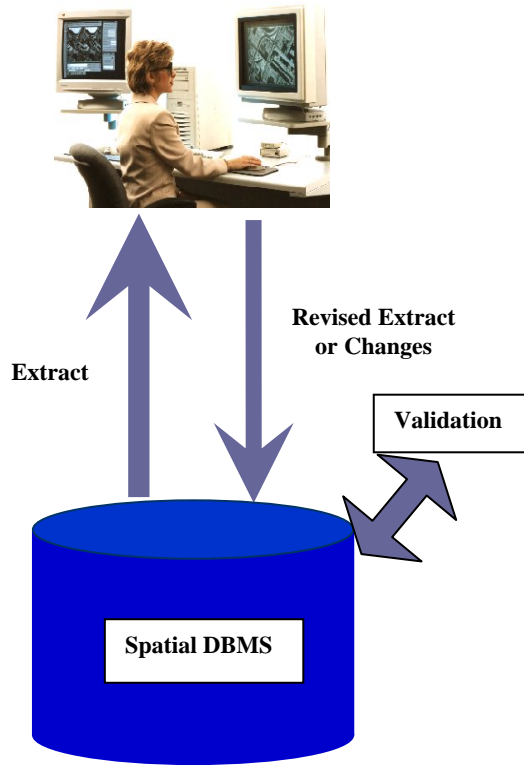 Revised Extract
or Changes
Extract
Validation
Spatial DBMS